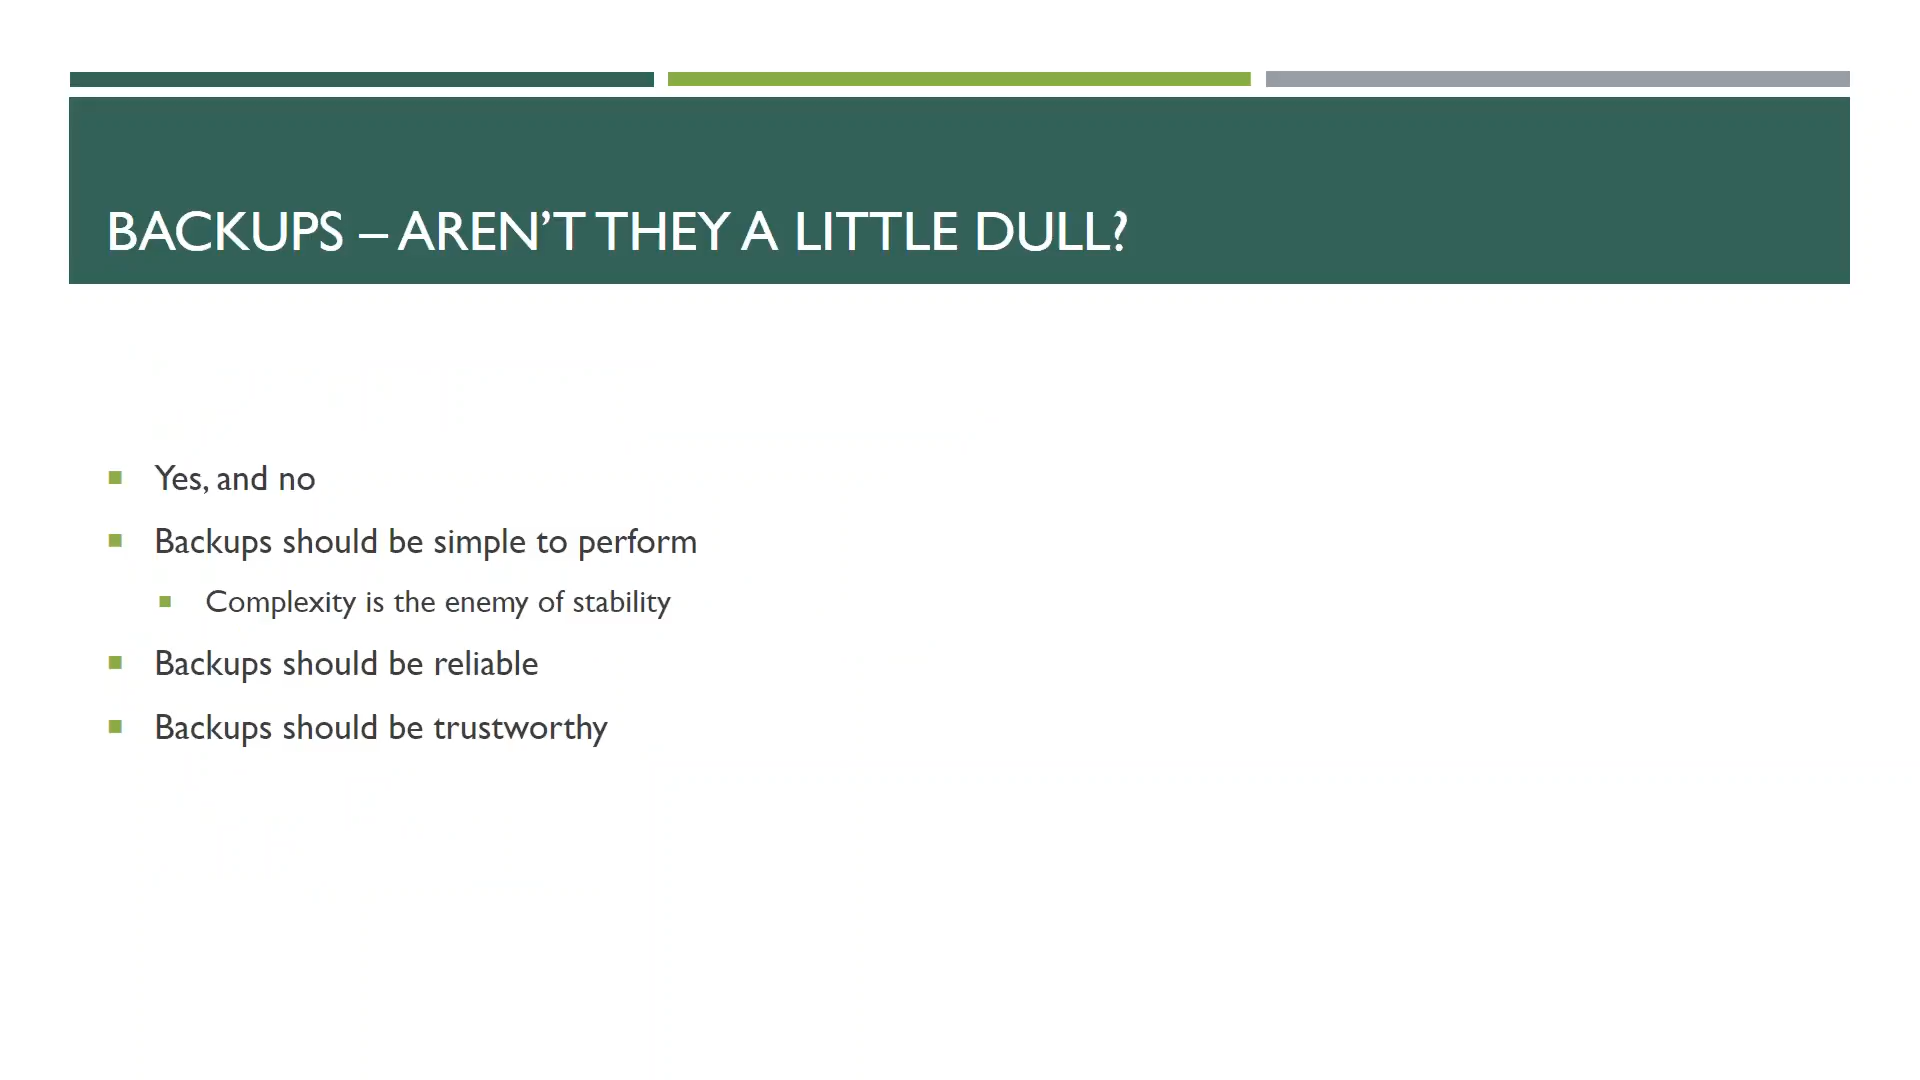 BACKUPS – AREN’T THEY A LITTLE DULL?
Yes, and no
Backups should be simple to perform
Complexity is the enemy of stability
Backups should be reliable
Backups should be trustworthy